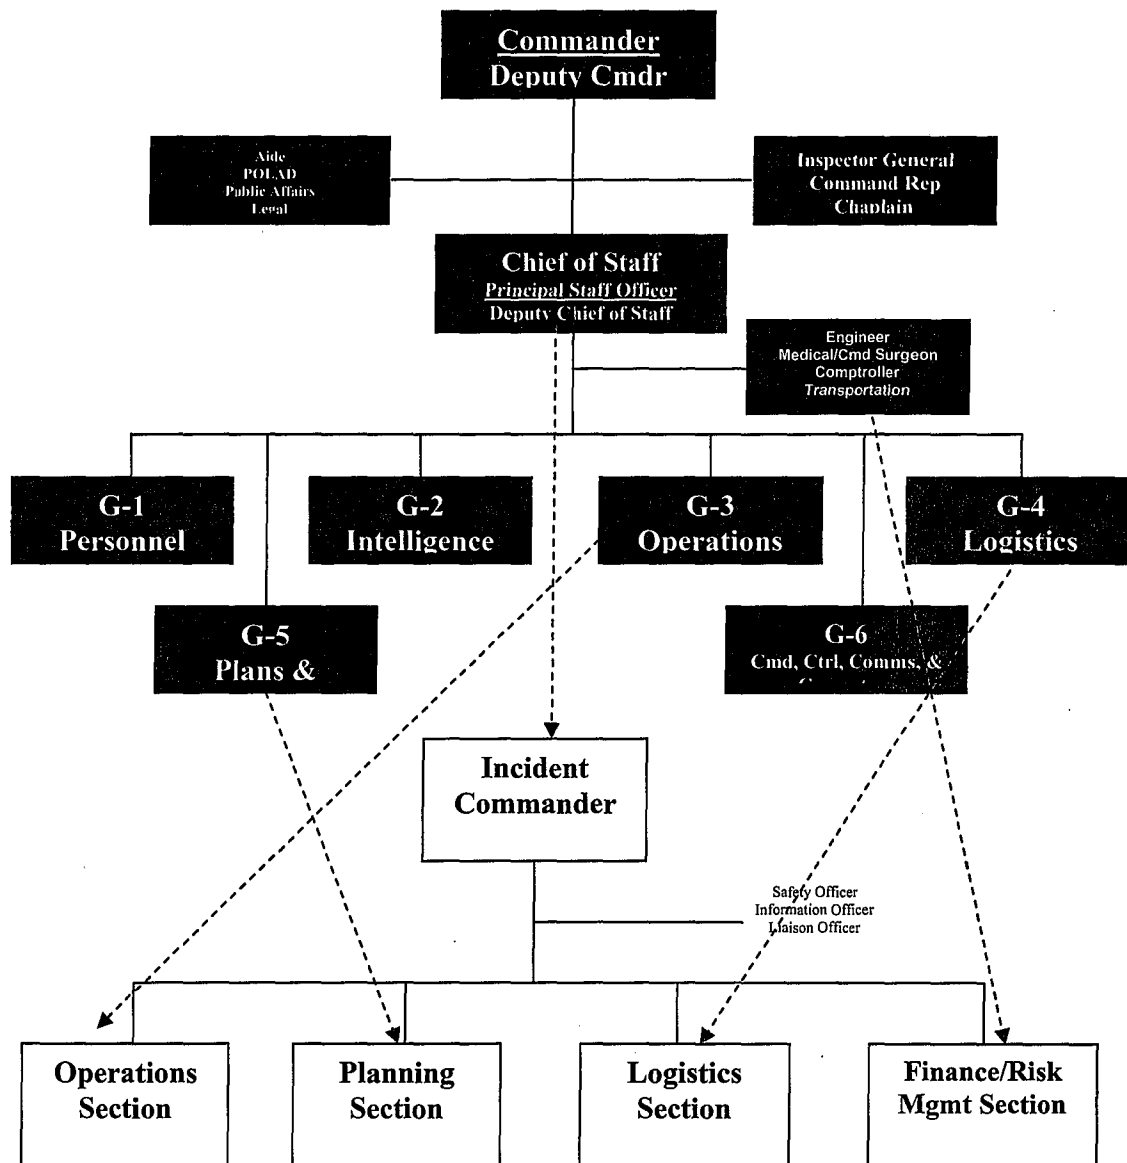 Commander
Deputy Cmdr
Aide
POLAD
Public Affairs
Legal
Inspector General
Command Rep
Chaplain
Chief of Staff
Principal Staff Officer
Deputy Chief of Staff
Engineer
Medical/Cmd Surgeon
Comptroller
Transportation
G-1
Personnel
G-2
Intelligence
G-3
Operations
G-4
Logistics
G-5
Plans &
G-6
Cmd, Ctrl, Comms, &
Incident
Commander
Safety Officer
Information Officer
Liaison Officer
Operations
Section
Planning
Section
Logistics
Section
Finance/Risk
Mgmt Section